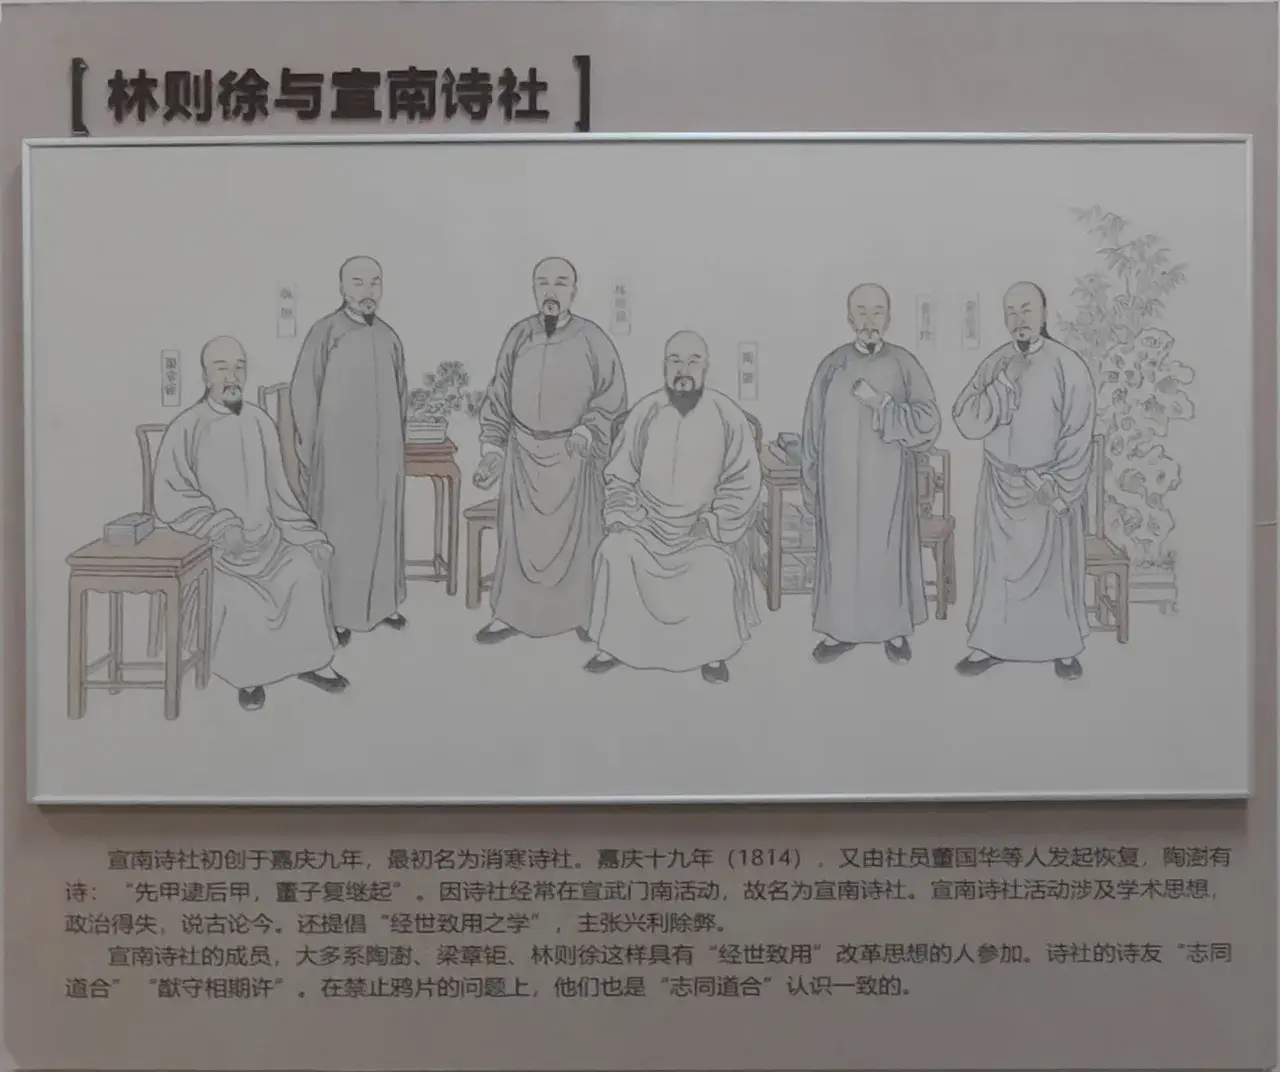 [ 林则徐与宣南诗社 ]
梁章钜
张
林则徐
陶澍
宣南诗社初创于嘉庆九年，最初名为消寒诗社。嘉庆十九年（1814），又由社员董国华等人发起恢复，陶澍有
诗：“先甲逮后甲，董子复继起”。因诗社经常在宣武门南活动，故名为宣南诗社。宣南诗社活动涉及学术思想，
政治得失，说古论今。还提倡“经世致用之学”，主张兴利除弊。
宣南诗社的成员，大多系陶澍、梁章钜、林则徐这样具有“经世致用”改革思想的人参加。诗社的诗友“志同
道合”“猷守相期许”。在禁止鸦片的问题上，他们也是“志同道合”认识一致的。